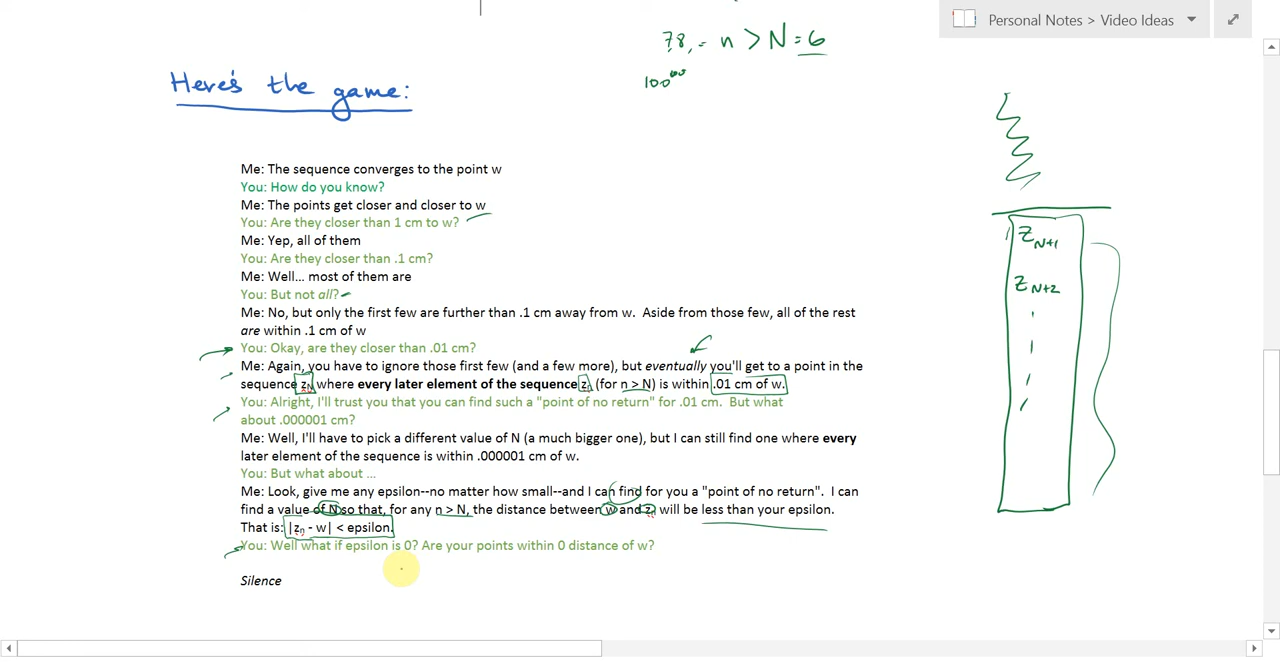 Personal Notes > Video Ideas
7,8, .. n > N = 6
100⁰⁰
Here's the game:
Me: The sequence converges to the point w
You: How do you know?
Me: The points get closer and closer to w
You: Are they closer than 1 cm to w?
Me: Yep, all of them
You: Are they closer than .1 cm?
Me: Well... most of them are
You: But not all?
Me: No, but only the first few are further than .1 cm away from w. Aside from those few, all of the rest
are within .1 cm of w
You: Okay, are they closer than .01 cm?
Me: Again, you have to ignore those first few (and a few more), but eventually you'll get to a point in the
sequence z_N where every later element of the sequence z_n (for n > N) is within .01 cm of w.
You: Alright, I'll trust you that you can find such a "point of no return" for .01 cm. But what
about .000001 cm?
Me: Well, I'll have to pick a different value of N (a much bigger one), but I can still find one where every
later element of the sequence is within .000001 cm of w.
You: But what about ...
Me: Look, give me any epsilon--no matter how small--and I can find for you a "point of no return". I can
find a value of N so that, for any n > N, the distance between w and z_n will be less than your epsilon.
That is: |z_n - w| < epsilon.
You: Well what if epsilon is 0? Are your points within 0 distance of w?
Silence
z_N+1
z_N+2